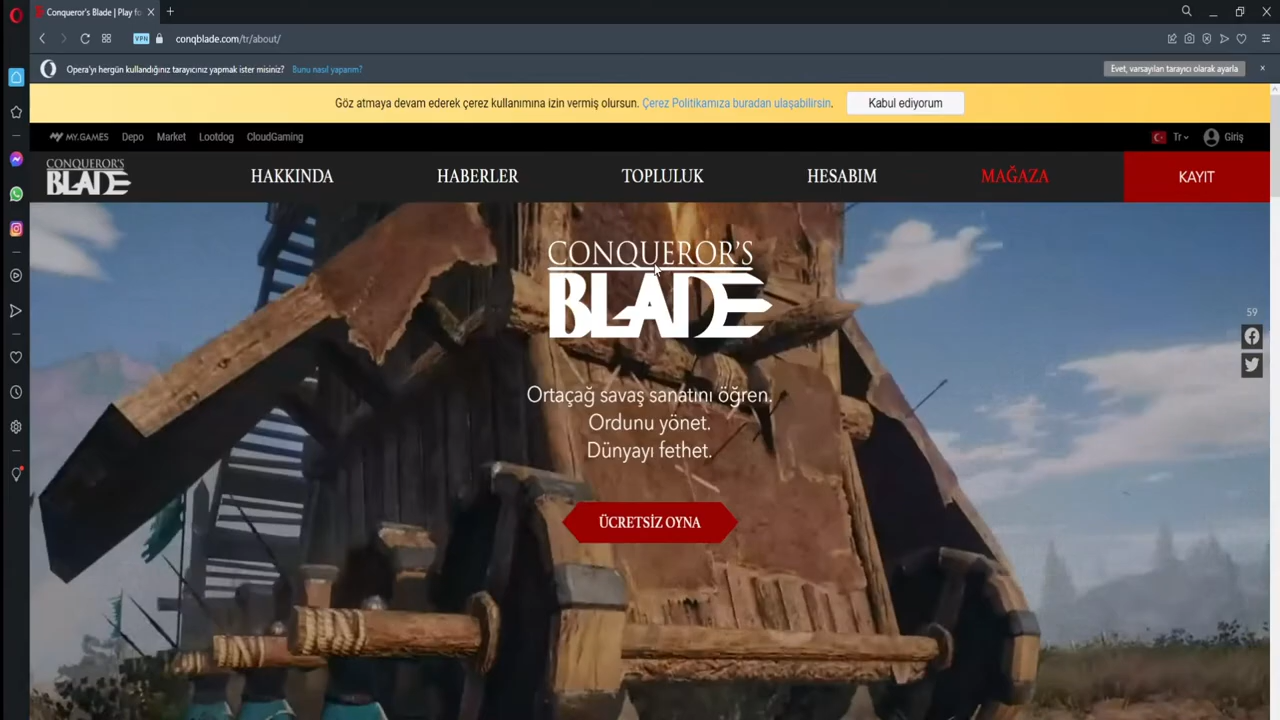 Conqueror's Blade | Play fo
VPN
conqblade.com/tr/about/
Opera'yı hergün kullandığınız tarayıcınız yapmak ister misiniz? Bunu nasıl yaparım? Evet, varsayılan tarayıcı olarak ayarla
Göz atmaya devam ederek çerez kullanımına izin vermiş olursun. Çerez Politikamıza buradan ulaşabilirsin. Kabul ediyorum
MY.GAMES Depo Market Lootdog CloudGaming Tr Giriş
CONQUEROR'S
BLADE
HAKKINDA HABERLER TOPLULUK HESABIM MAĞAZA KAYIT
CONQUEROR'S
BLADE
59
Ortaçağ savaş sanatını öğren.
Ordunu yönet.
Dünyayı fethet.
ÜCRETSİZ OYNA